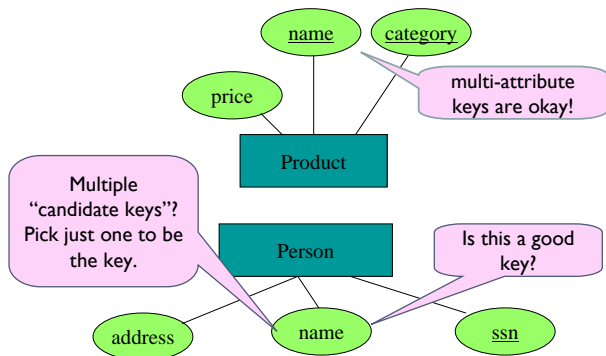 name
category
multi-attribute
keys are okay!
price
Product
Multiple
“candidate keys”?
Pick just one to be
the key.
Person
Is this a good
key?
address
name
ssn